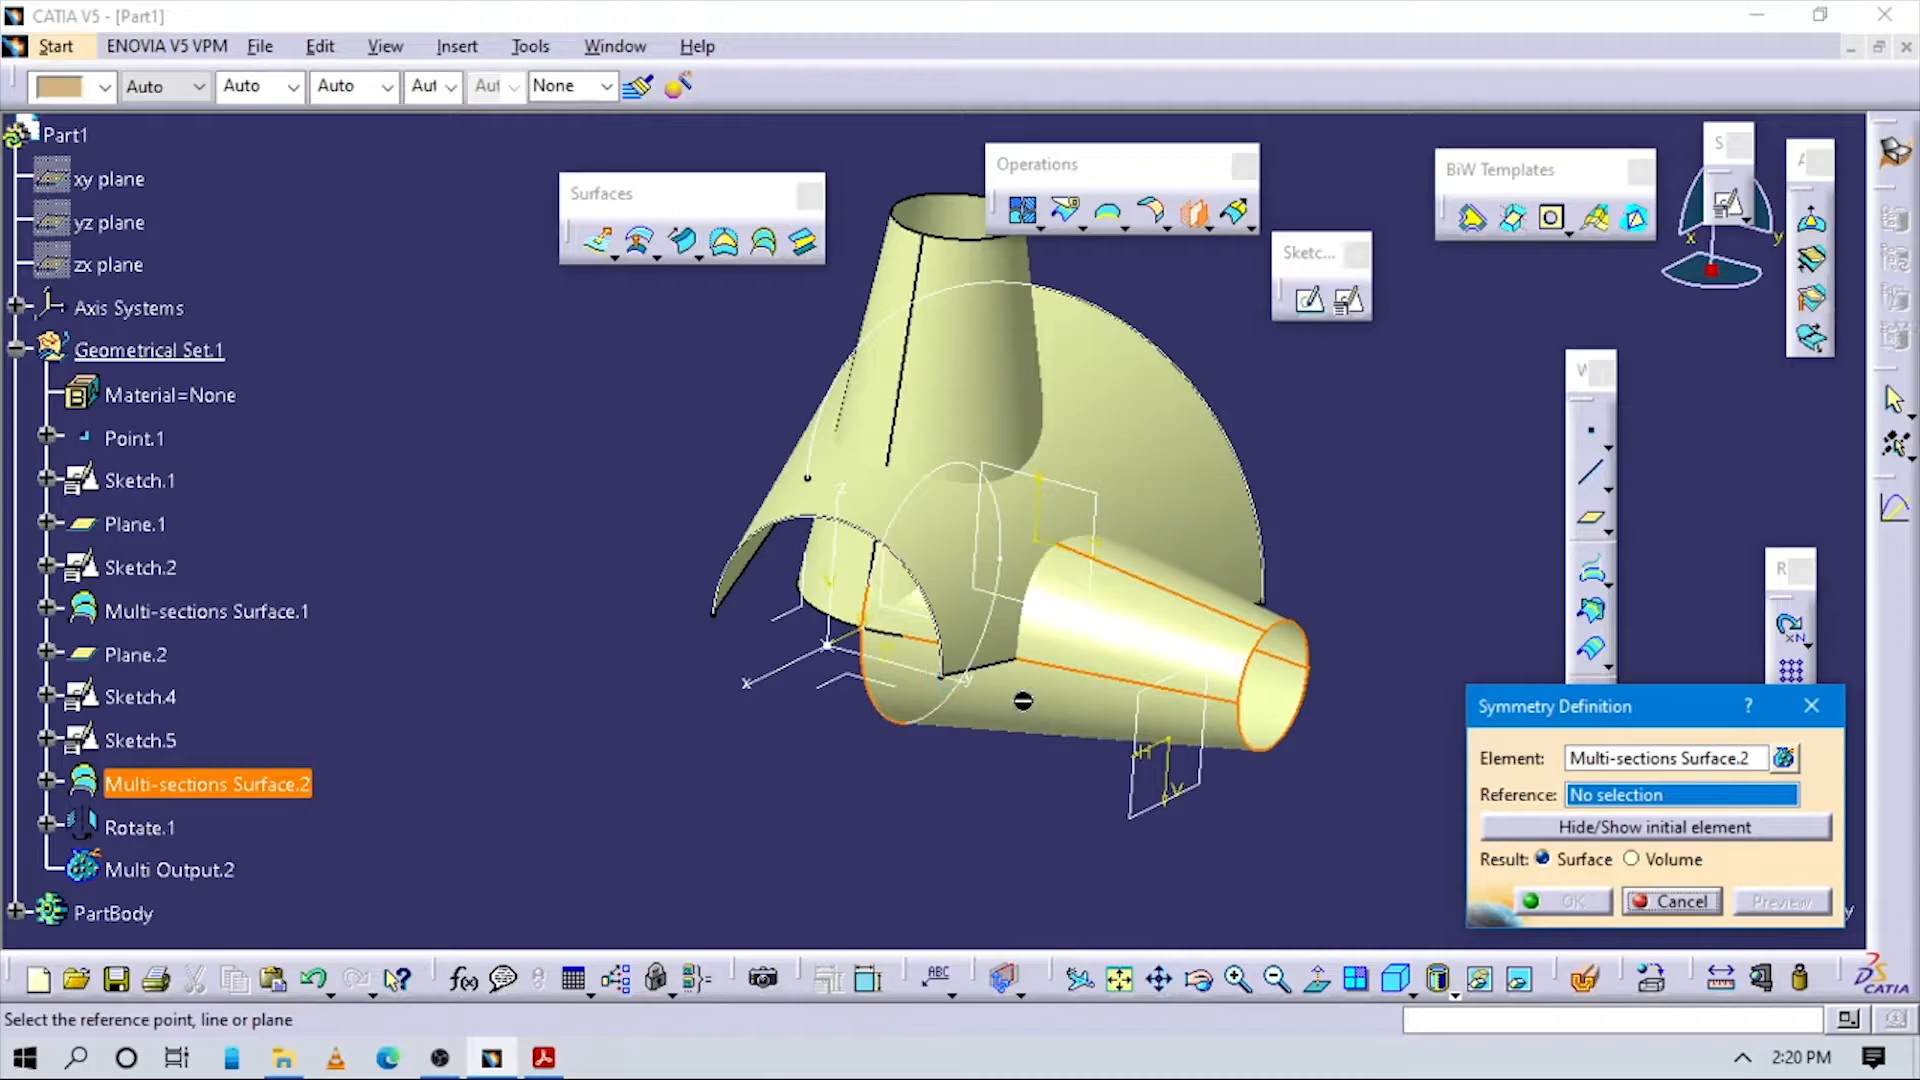 CATIA V5 - [Part1]
Start ENOVIA V5 VPM File Edit View Insert Tools Window Help
Auto Auto Auto Aut Aut None
Part1
xy plane
yz plane
zx plane
Axis Systems
Geometrical Set.1
Material=None
Point.1
Sketch.1
Plane.1
Sketch.2
Multi-sections Surface.1
Plane.2
Sketch.4
Sketch.5
Multi-sections Surface.2
Rotate.1
Multi Output.2
PartBody
Surfaces
Operations
Sketc...
BiW Templates
S
A
W
R
x
y
z
x
y
V
H
H
V
Symmetry Definition ? 
Element: Multi-sections Surface.2
Reference: No selection
Hide/Show initial element
Result: Surface Volume
OK Cancel Preview
y
f(x)
ABC
DS CATIA
Select the reference point, line or plane
2:20 PM